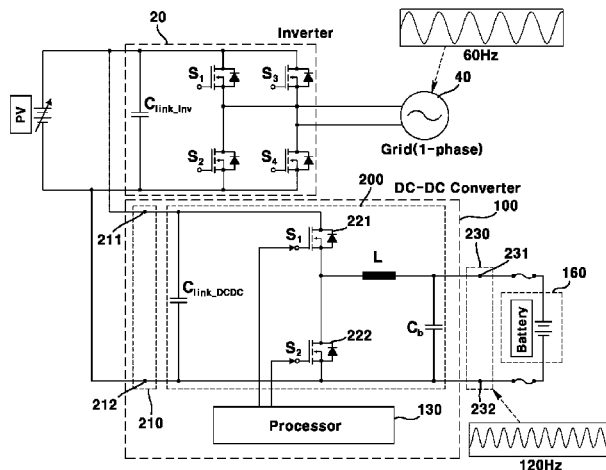 20
Inverter
60Hz
S1
S3
40
PV
Clink_Inv
S2
S4
Grid(1-phase)
DC-DC Converter
200
100
211
S1
221
230
231
L
160
Clink_DCDC
S2
222
Cb
Battery
212
210
130
232
Processor
120Hz